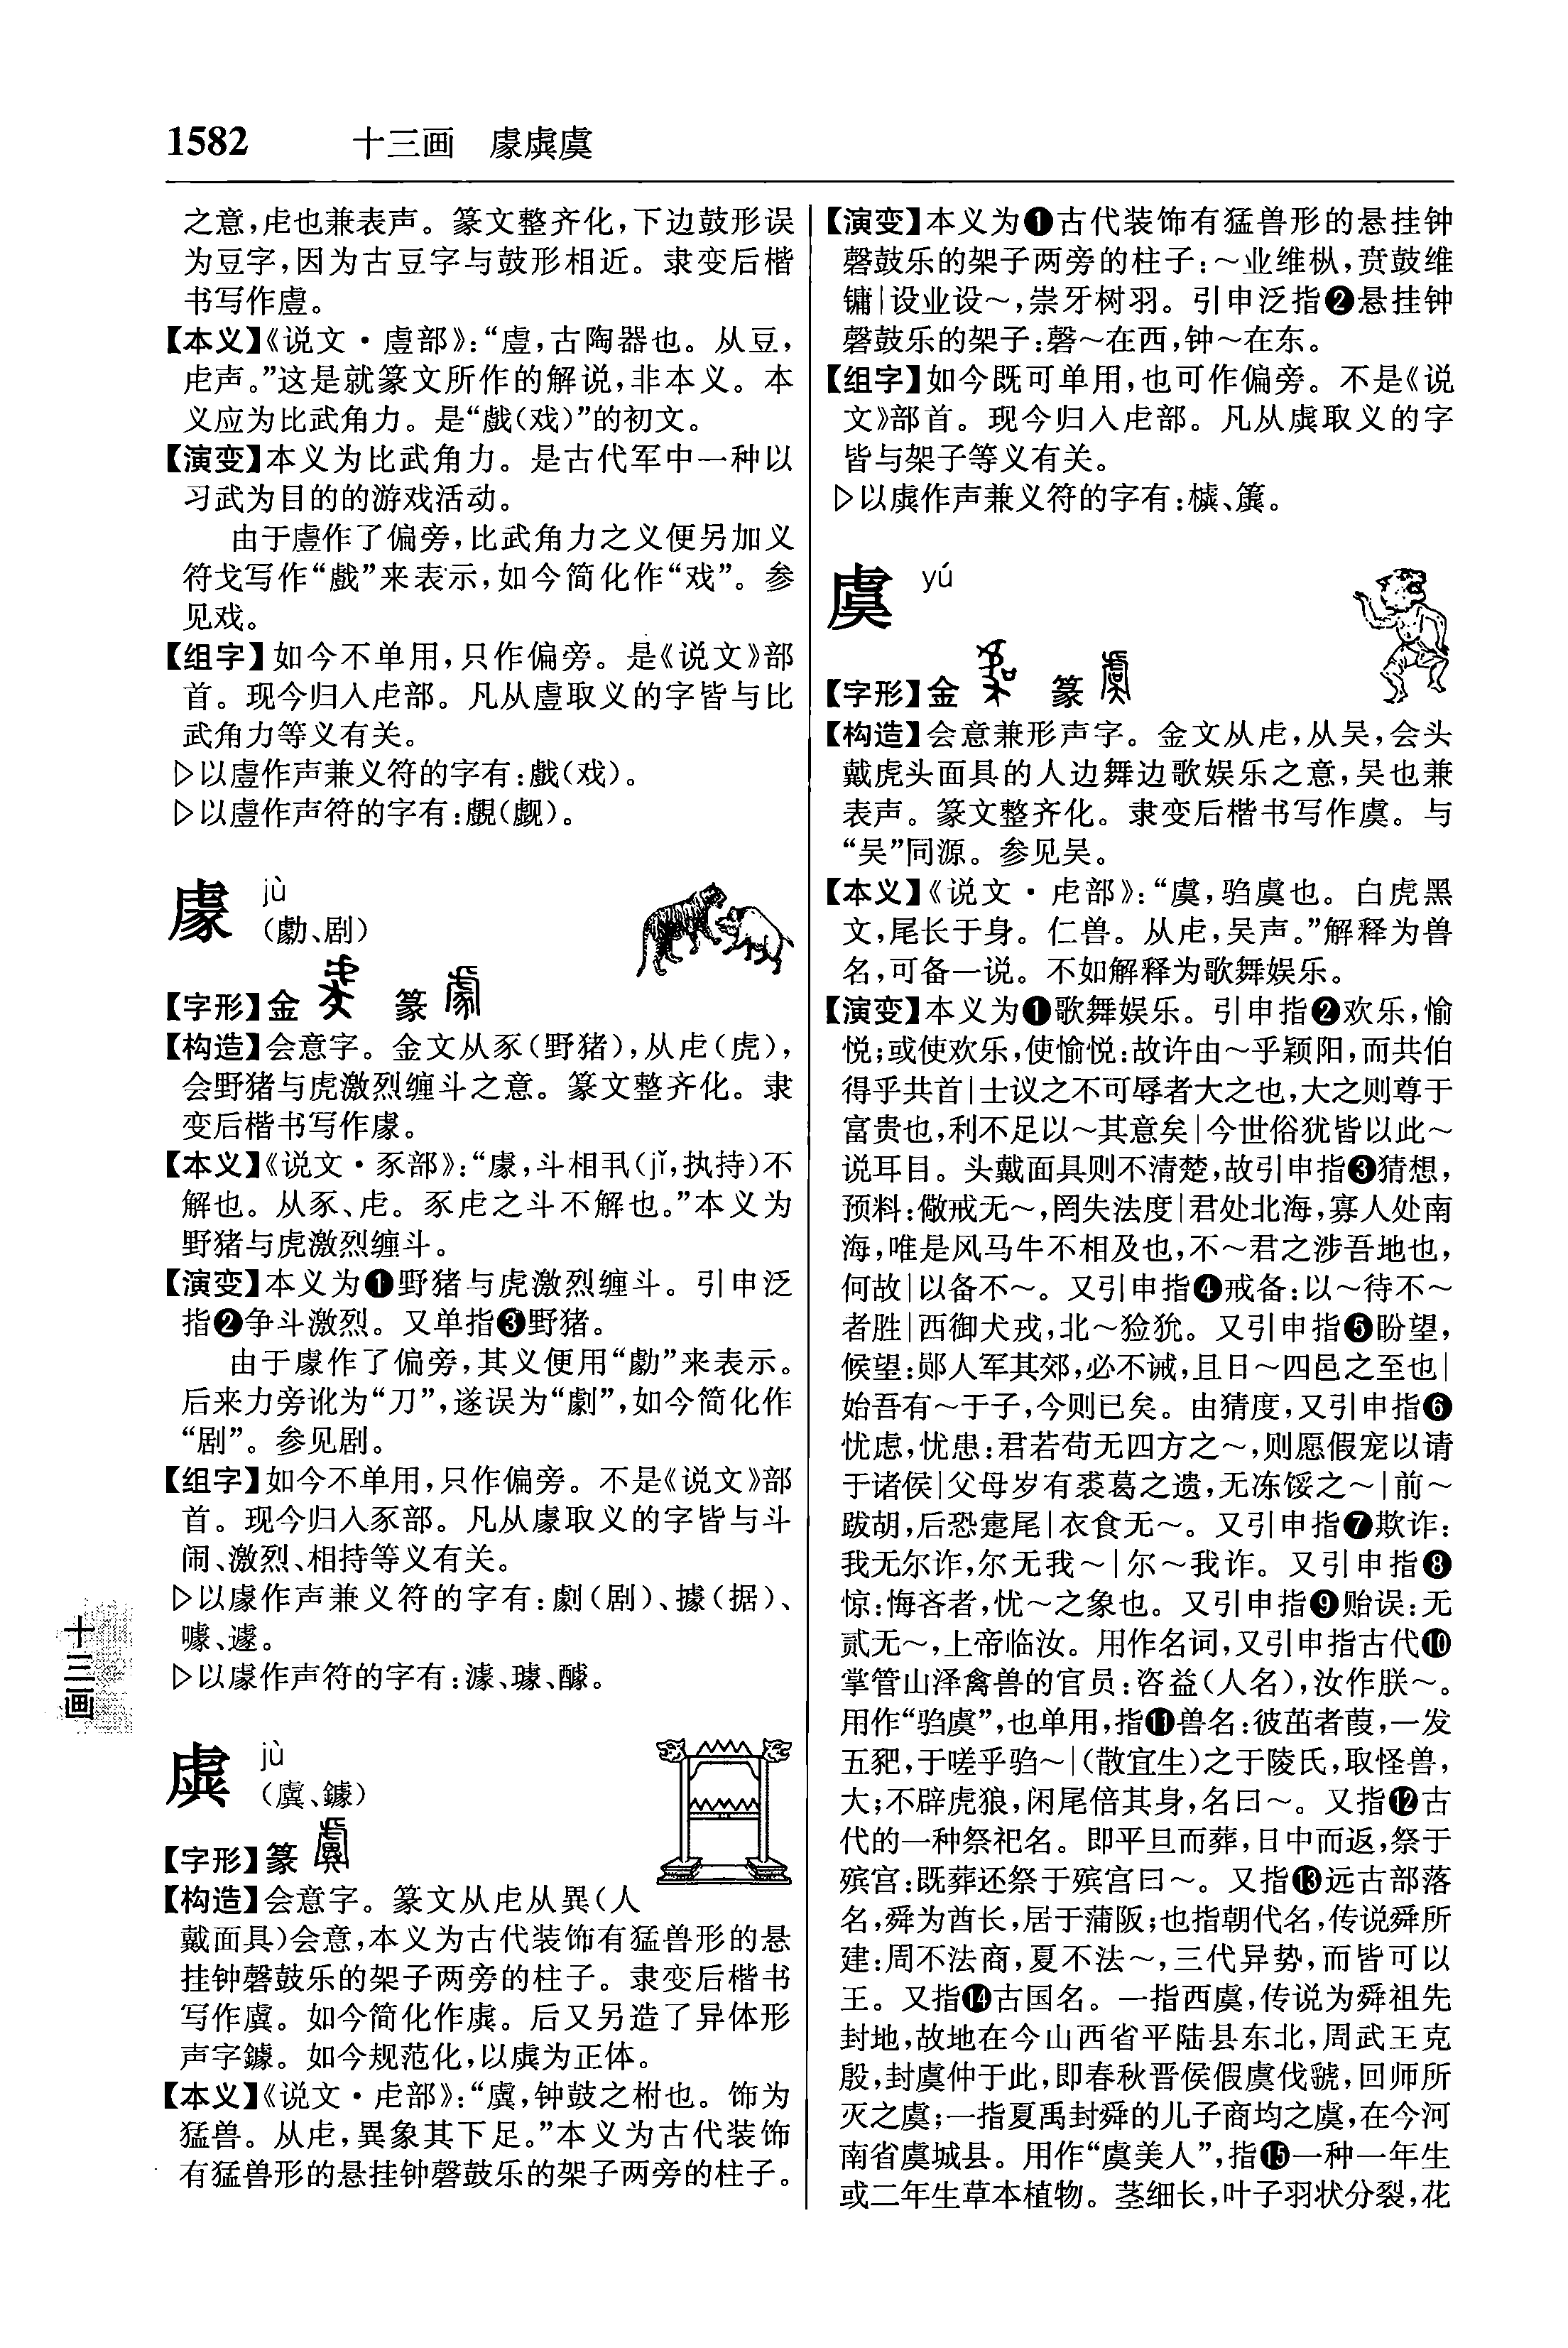 1582 十三画 豦虡虞
之意,虍也兼表声。篆文整齐化,下边鼓形误
为豆字,因为古豆字与鼓形相近。隶变后楷
书写作䖒。
【本义】《说文·䖒部》:“䖒,古陶器也。从豆,
虍声。”这是就篆文所作的解说,非本义。本
义应为比武角力。是“戲(戏)”的初文。
【演变】本义为比武角力。是古代军中一种以
习武为目的的游戏活动。
由于䖒作了偏旁,比武角力之义便另加义
符戈写作“戲”来表示,如今简化作“戏”。参
见戏。
【组字】如今不单用,只作偏旁。是《说文》部
首。现今归入虍部。凡从䖒取义的字皆与比
武角力等义有关。
▷以䖒作声兼义符的字有:戲(戏)。
▷以䖒作声符的字有:覻(觑)。
豦 jù
(勮、剧)
【字形】金 篆
【构造】会意字。金文从豕(野猪),从虍(虎),
会野猪与虎激烈缠斗之意。篆文整齐化。隶
变后楷书写作豦。
【本义】《说文·豕部》:“豦,斗相丮(jǐ,执持)不
解也。从豕、虍。豕虍之斗不解也。”本义为
野猪与虎激烈缠斗。
【演变】本义为❶野猪与虎激烈缠斗。引申泛
指❷争斗激烈。又单指❸野猪。
由于豦作了偏旁,其义便用“勮”来表示。
后来力旁讹为“刀”,遂误为“劇”,如今简化作
“剧”。参见剧。
【组字】如今不单用,只作偏旁。不是《说文》部
首。现今归入豕部。凡从豦取义的字皆与斗
闹、激烈、相持等义有关。
▷以豦作声兼义符的字有:劇(剧)、據(据)、
噱、遽。
▷以豦作声符的字有:澽、璩、醵。
虡 jù
(虞、鐻)
【字形】篆
【构造】会意字。篆文从虍从異(人
戴面具)会意,本义为古代装饰有猛兽形的悬
挂钟磬鼓乐的架子两旁的柱子。隶变后楷书
写作虡。如今简化作虡。后又另造了异体形
声字鐻。如今规范化,以虡为正体。
【本义】《说文·虍部》:“虡,钟鼓之柎也。饰为
猛兽。从虍,異象其下足。”本义为古代装饰
有猛兽形的悬挂钟磬鼓乐的架子两旁的柱子。
【演变】本义为❶古代装饰有猛兽形的悬挂钟
磬鼓乐的架子两旁的柱子:～业维枞,贲鼓维
镛|设业设～,崇牙树羽。引申泛指❷悬挂钟
磬鼓乐的架子:磬～在西,钟～在东。
【组字】如今既可单用,也可作偏旁。不是《说
文》部首。现今归入虍部。凡从虡取义的字
皆与架子等义有关。
▷以虡作声兼义符的字有:櫎、簴。
虞 yú
【字形】金 篆
【构造】会意兼形声字。金文从虍,从吴,会头
戴虎头面具的人边舞边歌娱乐之意,吴也兼
表声。篆文整齐化。隶变后楷书写作虞。与
“吴”同源。参见吴。
【本义】《说文·虍部》:“虞,驺虞也。白虎黑
文,尾长于身。仁兽。从虍,吴声。”解释为兽
名,可备一说。不如解释为歌舞娱乐。
【演变】本义为❶歌舞娱乐。引申指❷欢乐,愉
悦;或使欢乐,使愉悦:故许由～乎颍阳,而共伯
得乎共首|士议之不可辱者大之也,大之则尊于
富贵也,利不足以～其意矣|今世俗犹皆以此～
说耳目。头戴面具则不清楚,故引申指❸猜想,
预料:儆戒无～,罔失法度|君处北海,寡人处南
海,唯是风马牛不相及也,不～君之涉吾地也,
何故|以备不～。又引申指❹戒备:以～待不～
者胜|西御犬戎,北～猃狁。又引申指❺盼望,
候望:郧人军其郊,必不诫,且日～四邑之至也|
始吾有～于子,今则已矣。由猜度,又引申指❻
忧虑,忧患:君若苟无四方之～,则愿假宠以请
于诸侯|父母岁有裘葛之遗,无冻馁之～|前～
跋胡,后恐疐尾|衣食无～。又引申指❼欺诈:
我无尔诈,尔无我～|尔～我诈。又引申指❽
惊:悔吝者,忧～之象也。又引申指❾贻误:无
贰无～,上帝临汝。用作名词,又引申指古代❿
掌管山泽禽兽的官员:咨益(人名),汝作朕～。
用作“驺虞”,也单用,指⓫兽名:彼茁者葭,一发
五豝,于嗟乎驺～|(散宜生)之于陵氏,取怪兽,
大;不辟虎狼,闲尾倍其身,名曰～。又指⓬古
代的一种祭祀名。即平旦而葬,日中而返,祭于
殡宫:既葬还祭于殡宫曰～。又指⓭远古部落
名,舜为酋长,居于蒲阪;也指朝代名,传说舜所
建:周不法商,夏不法～,三代异势,而皆可以
王。又指⓮古国名。一指西虞,传说为舜祖先
封地,故地在今山西省平陆县东北,周武王克
殷,封虞仲于此,即春秋晋侯假虞伐虢,回师所
灭之虞;一指夏禹封舜的儿子商均之虞,在今河
南省虞城县。用作“虞美人”,指⓯一种一年生
或二年生草本植物。茎细长,叶子羽状分裂,花
十三画